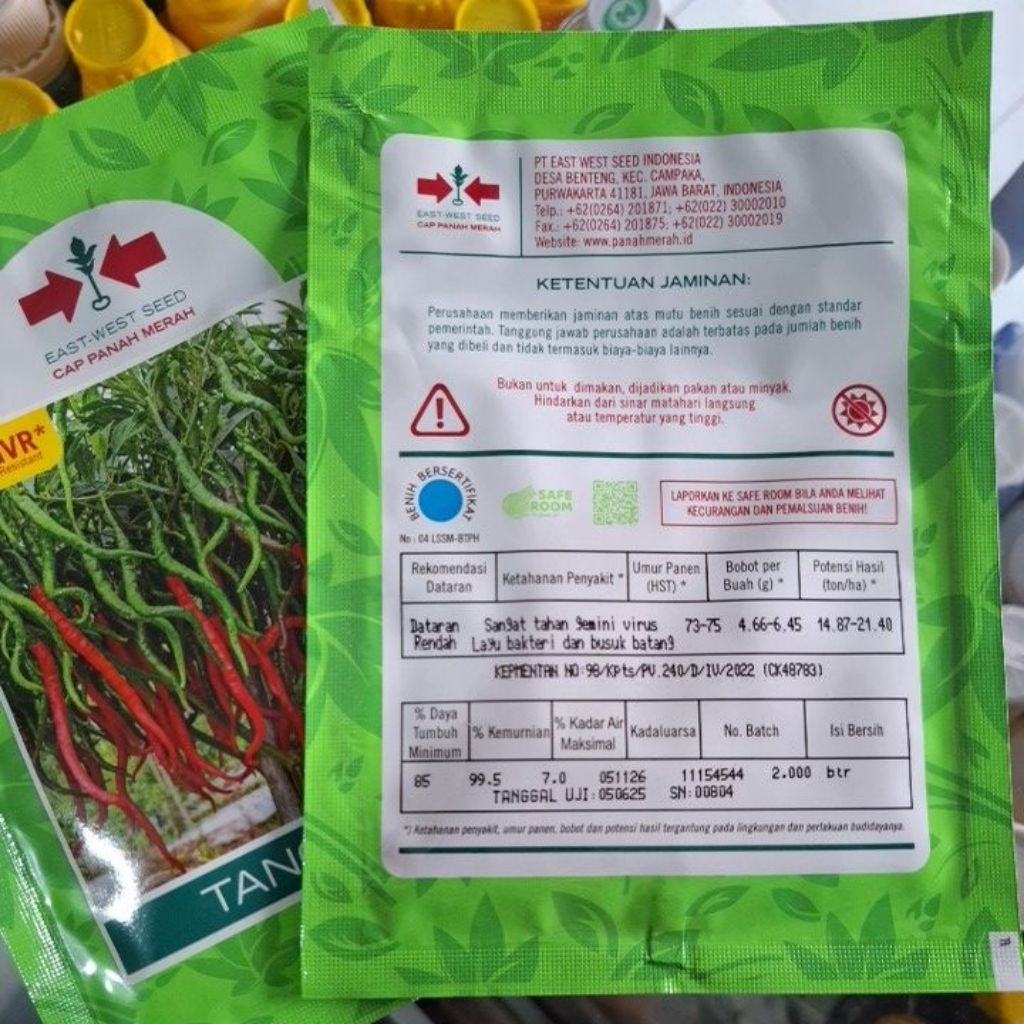 EAST-WEST SEED
CAP PANAH MERAH
VR*
Resistant
TAN
EAST-WEST SEED
CAP PANAH MERAH
PT EAST WEST SEED INDONESIA
DESA BENTENG, KEC. CAMPAKA,
PURWAKARTA 41181, JAWA BARAT, INDONESIA
Telp.: +62(0264) 201871; +62(022) 30002010
Fax.: +62(0264) 201875; +62(022) 30002019
Website: www.panahmerah.id
KETENTUAN JAMINAN:
Perusahaan memberikan jaminan atas mutu benih sesuai dengan standar
pemerintah. Tanggung jawab perusahaan adalah terbatas pada jumlah benih
yang dibeli dan tidak termasuk biaya-biaya lainnya.
Bukan untuk dimakan, dijadikan pakan atau minyak.
Hindarkan dari sinar matahari langsung
atau temperatur yang tinggi.
BENIH BERSERTIFIKAT
No : 04 LSSM-BTPH
SAFE
ROOM
LAPORKAN KE SAFE ROOM BILA ANDA MELIHAT
KECURANGAN DAN PEMALSUAN BENIH!
Rekomendasi Dataran Ketahanan Penyakit * Umur Panen (HST) * Bobot per Buah (g) * Potensi Hasil (ton/ha) *
Dataran Sangat tahan gemini virus 73-75 4.66-6.45 14.87-21.40
Rendah Layu bakteri dan busuk batang
KEPMENTAN NO:98/Kpts/PV.240/D/IV/2022 (CK48783)
% Daya Tumbuh Minimum % Kemurnian % Kadar Air Maksimal Kadaluarsa No. Batch Isi Bersih
85 99.5 7.0 051126 11154544 2.000 btr
TANGGAL UJI:050625 SN:00804
*) Ketahanan penyakit, umur panen, bobot dan potensi hasil tergantung pada lingkungan dan perlakuan budidayanya.